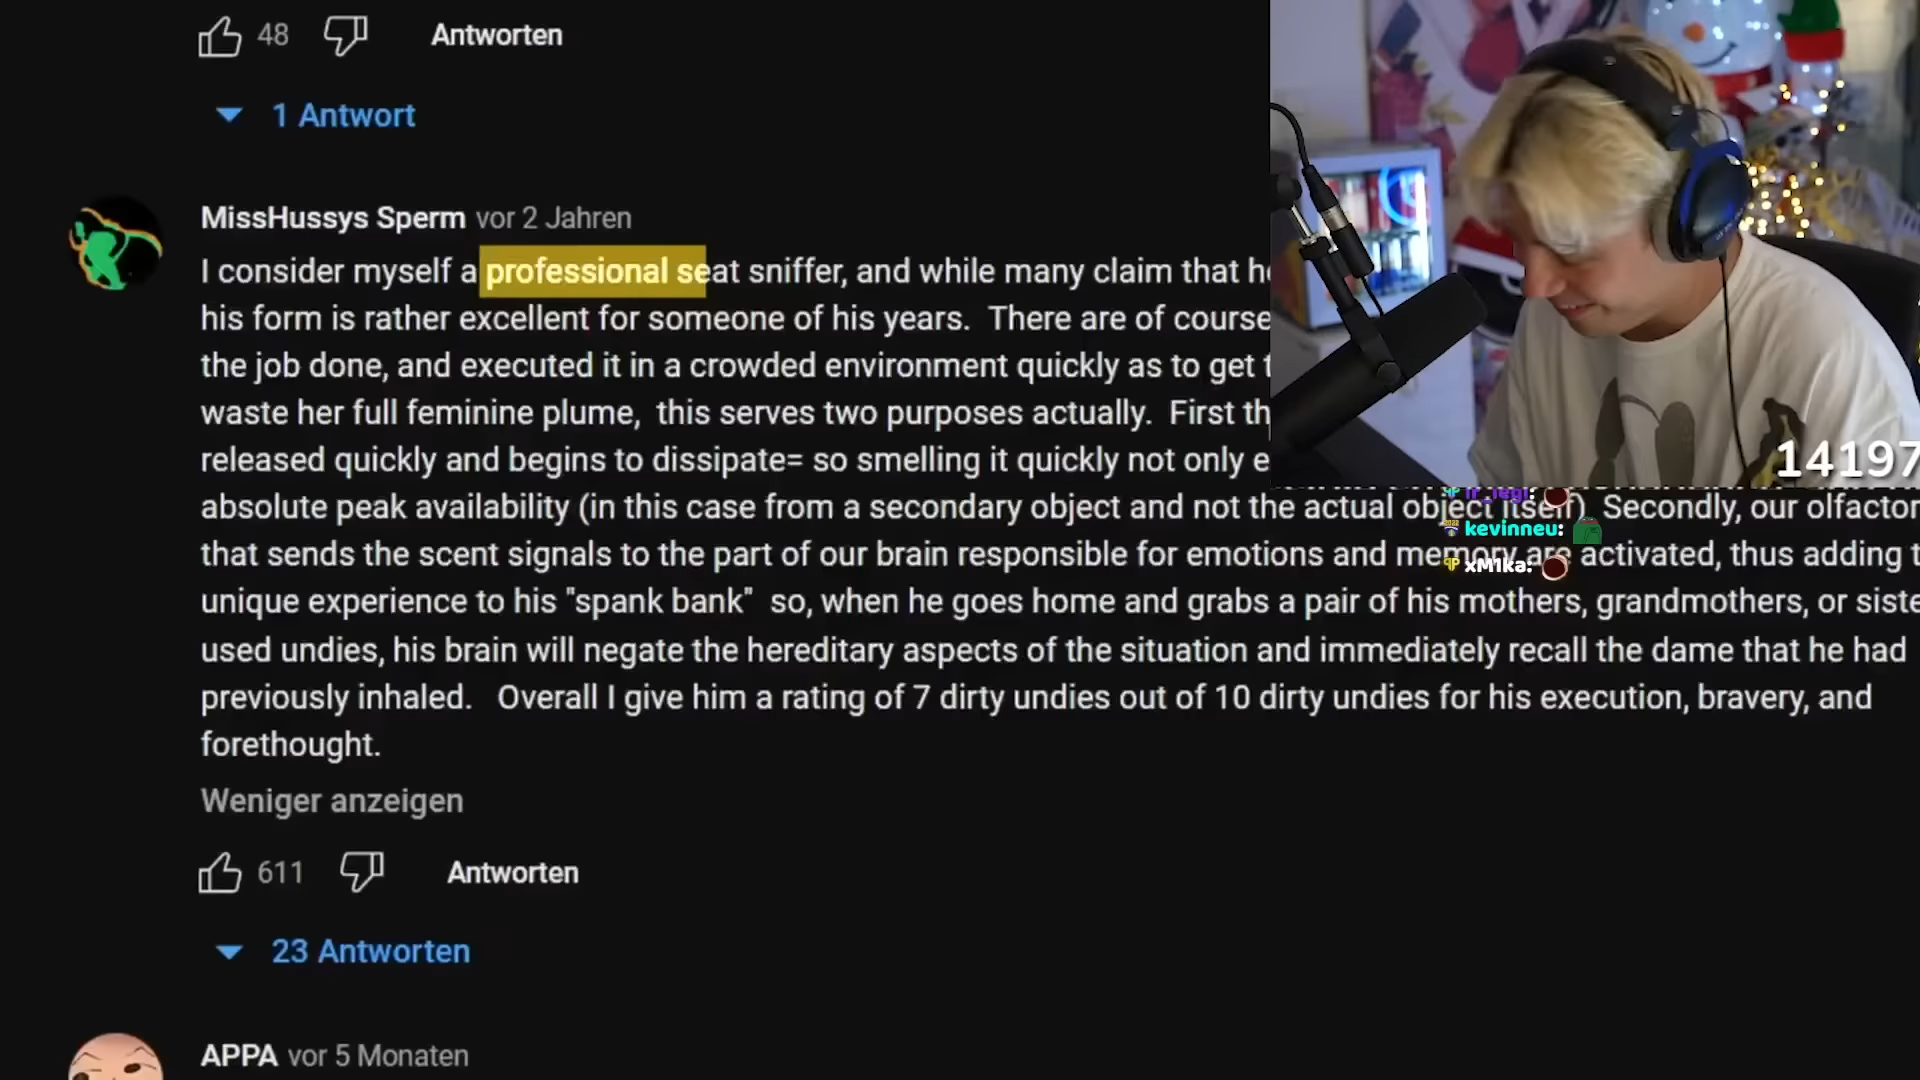 48 Antworten
1 Antwort
MissHussys Sperm vor 2 Jahren
I consider myself a professional seat sniffer, and while many claim that
his form is rather excellent for someone of his years. There are of course
the job done, and executed it in a crowded environment quickly as to get
waste her full feminine plume, this serves two purposes actually. First
released quickly and begins to dissipate= so smelling it quickly not only
absolute peak availability (in this case from a secondary object and not the actual object itself) Secondly, our
that sends the scent signals to the part of our brain responsible for emotions and memory are activated, thus adding
unique experience to his "spank bank" so, when he goes home and grabs a pair of his mothers, grandmothers, or
used undies, his brain will negate the hereditary aspects of the situation and immediately recall the dame that he had
previously inhaled. Overall I give him a rating of 7 dirty undies out of 10 dirty undies for his execution, bravery, and
forethought.
Weniger anzeigen
611 Antworten
23 Antworten
APPA vor 5 Monaten
14197
kevinneu:
xM1ka: